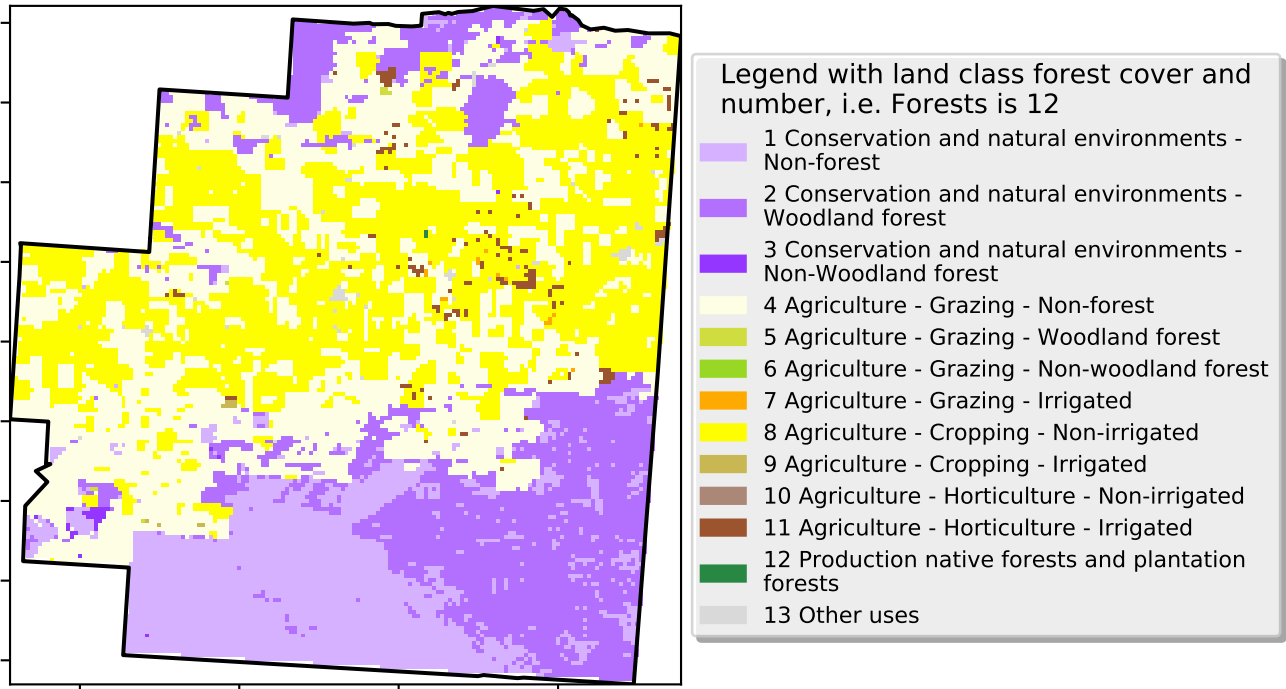 Legend with land class forest cover and
number, i.e. Forests is 12
1 Conservation and natural environments -
Non-forest
2 Conservation and natural environments -
Woodland forest
3 Conservation and natural environments -
Non-Woodland forest
4 Agriculture - Grazing - Non-forest
5 Agriculture - Grazing - Woodland forest
6 Agriculture - Grazing - Non-woodland forest
7 Agriculture - Grazing - Irrigated
8 Agriculture - Cropping - Non-irrigated
9 Agriculture - Cropping - Irrigated
10 Agriculture - Horticulture - Non-irrigated
11 Agriculture - Horticulture - Irrigated
12 Production native forests and plantation
forests
13 Other uses